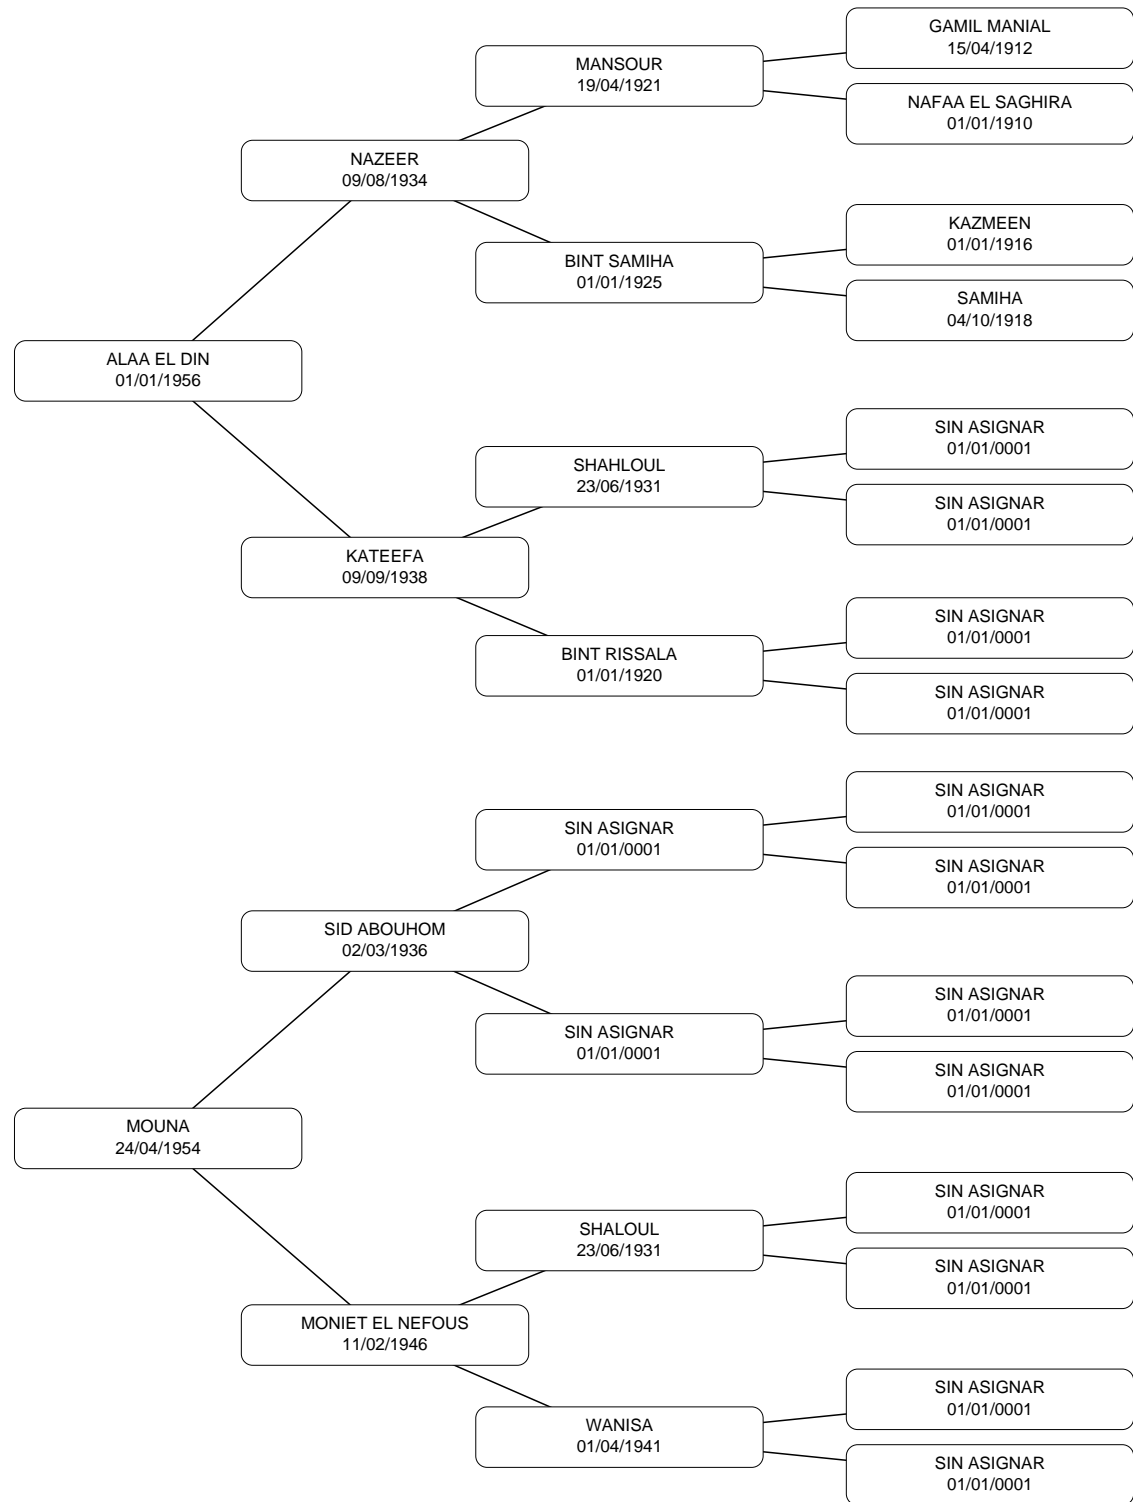 GAMIL MANIAL
15/04/1912
MANSOUR
19/04/1921
NAFAA EL SAGHIRA
01/01/1910
NAZEER
09/08/1934
KAZMEEN
01/01/1916
BINT SAMIHA
01/01/1925
SAMIHA
04/10/1918
ALAA EL DIN
01/01/1956
SIN ASIGNAR
01/01/0001
SHAHLOUL
23/06/1931
SIN ASIGNAR
01/01/0001
KATEEFA
09/09/1938
SIN ASIGNAR
01/01/0001
BINT RISSALA
01/01/1920
SIN ASIGNAR
01/01/0001
SIN ASIGNAR
01/01/0001
SIN ASIGNAR
01/01/0001
SIN ASIGNAR
01/01/0001
SID ABOUHOM
02/03/1936
SIN ASIGNAR
01/01/0001
SIN ASIGNAR
01/01/0001
SIN ASIGNAR
01/01/0001
MOUNA
24/04/1954
SIN ASIGNAR
01/01/0001
SHALOUL
23/06/1931
SIN ASIGNAR
01/01/0001
MONIET EL NEFOUS
11/02/1946
SIN ASIGNAR
01/01/0001
WANISA
01/04/1941
SIN ASIGNAR
01/01/0001